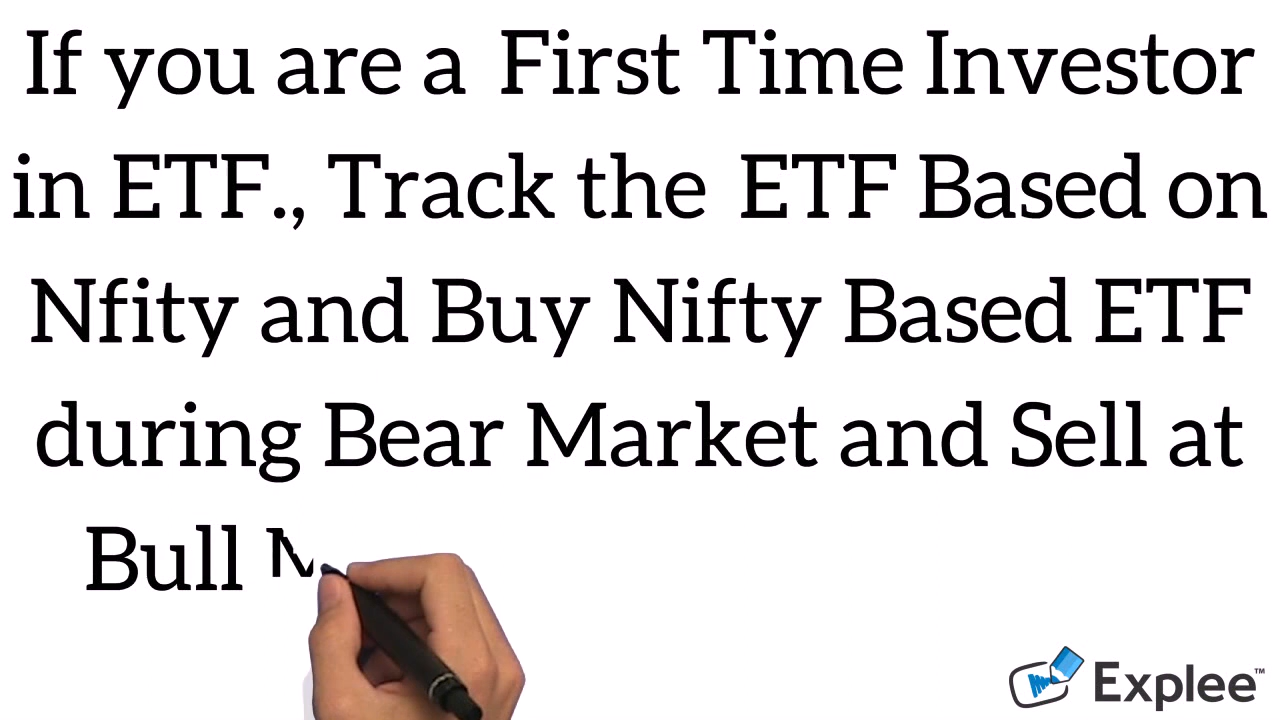 If you are a First Time Investor
in ETF., Track the ETF Based on
Nfity and Buy Nifty Based ETF
during Bear Market and Sell at
Bull M
Explee™